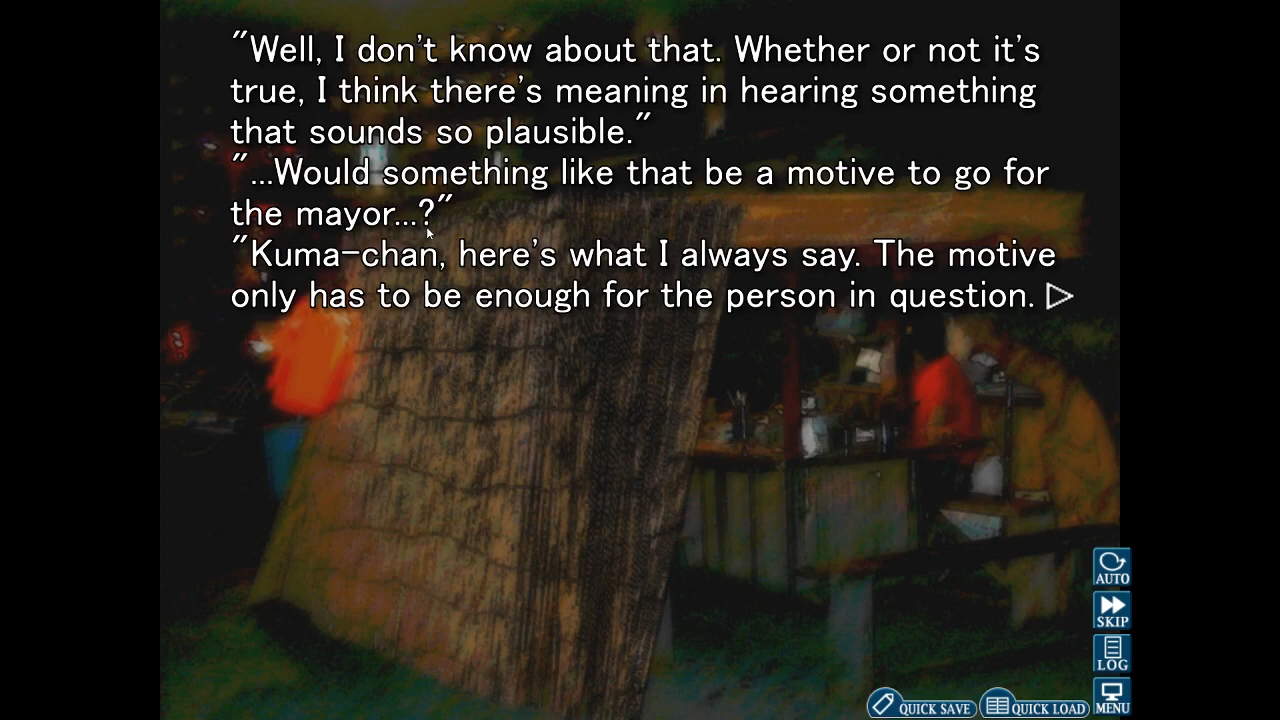 "Well, I don't know about that. Whether or not it's
true, I think there's meaning in hearing something
that sounds so plausible."
"...Would something like that be a motive to go for
the mayor...?"
"Kuma-chan, here's what I always say. The motive
only has to be enough for the person in question.
AUTO
SKIP
LOG
QUICK SAVE
QUICK LOAD
MENU